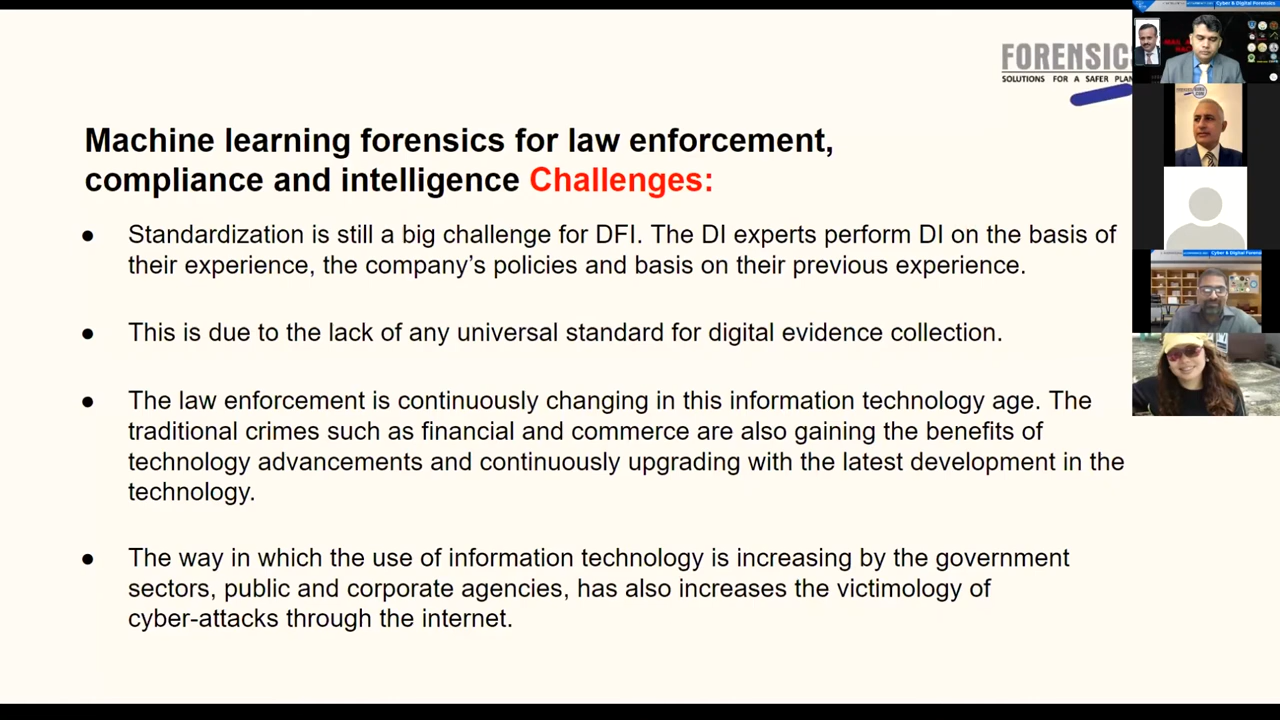 FORENSICS
SOLUTIONS FOR A SAFER PLAN
Machine learning forensics for law enforcement,
compliance and intelligence Challenges:
● Standardization is still a big challenge for DFI. The DI experts perform DI on the basis of
their experience, the company’s policies and basis on their previous experience.
● This is due to the lack of any universal standard for digital evidence collection.
● The law enforcement is continuously changing in this information technology age. The
traditional crimes such as financial and commerce are also gaining the benefits of
technology advancements and continuously upgrading with the latest development in the
technology.
● The way in which the use of information technology is increasing by the government
sectors, public and corporate agencies, has also increases the victimology of
cyber-attacks through the internet.
Cyber & Digital Forensics
Cyber & Digital Forens